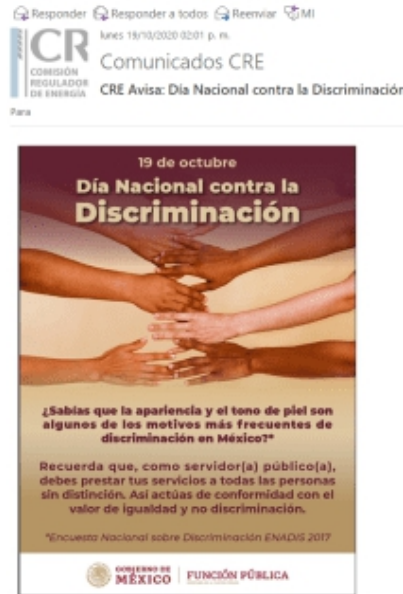 Responder Responder a todos Reenviar MI
lunes 19/10/2020 02:01 p. m.
CR
COMISIÓN
REGULADORA
DE ENERGÍA
Comunicados CRE
CRE Avisa: Día Nacional contra la Discriminación
Para
19 de octubre
Día Nacional contra la
Discriminación
¿Sabías que la apariencia y el tono de piel son
algunos de los motivos más frecuentes de
discriminación en México?*
Recuerda que, como servidor(a) público(a),
debes prestar tus servicios a todas las personas
sin distinción. Así actúas de conformidad con el
valor de igualdad y no discriminación.
*Encuesta Nacional sobre Discriminación ENADIS 2017
GOBIERNO DE
MÉXICO
FUNCIÓN PÚBLICA